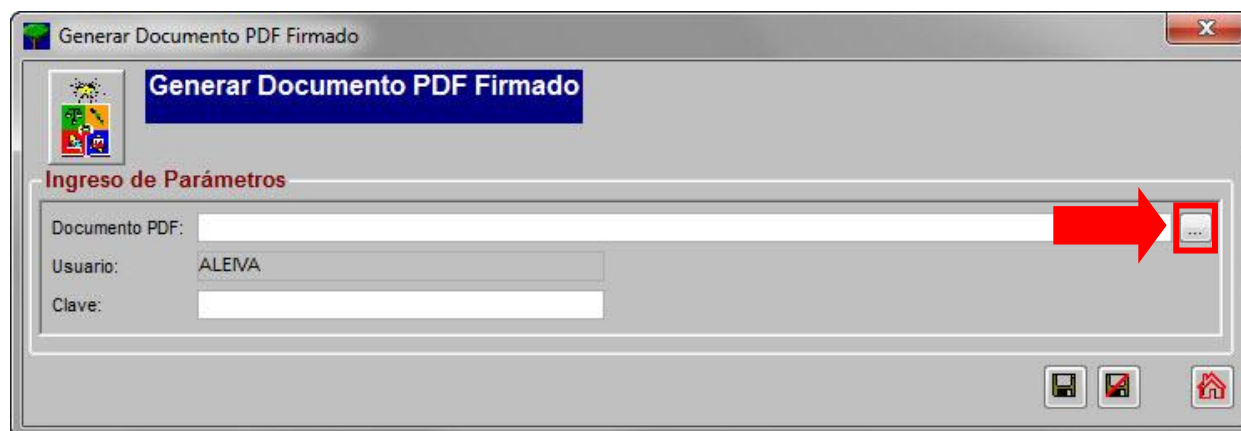 Generar Documento PDF Firmado
Generar Documento PDF Firmado
Ingreso de Parámetros
Documento PDF:
...
Usuario: ALEIVA
Clave: